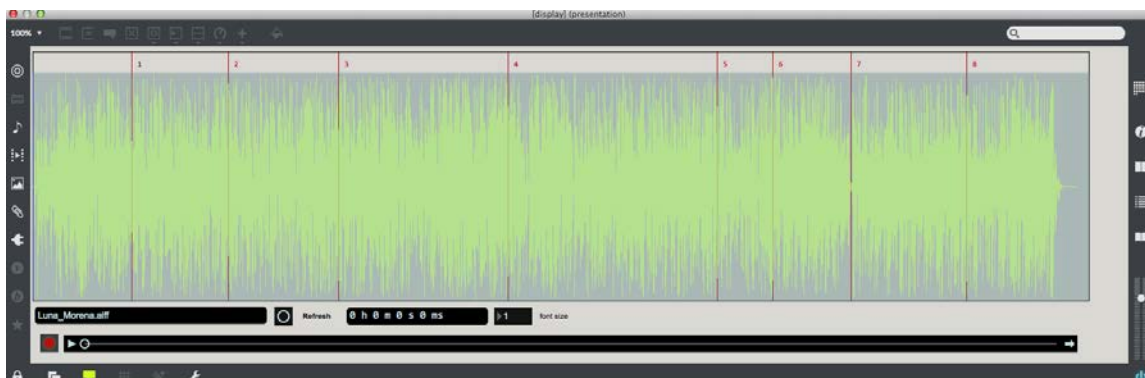 [display] (presentation)
100%
1 2 3 4 5 6 7 8
Luna_Morena.aiff
Refresh
0 h 0 m 0 s 0 ms
1
font size